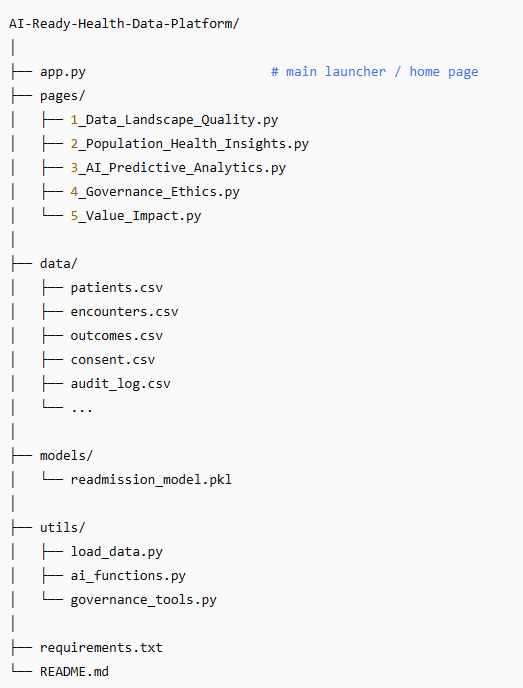 AI-Ready-Health-Data-Platform/
│
├── app.py                        # main launcher / home page
├── pages/
│   ├── 1_Data_Landscape_Quality.py
│   ├── 2_Population_Health_Insights.py
│   ├── 3_AI_Predictive_Analytics.py
│   ├── 4_Governance_Ethics.py
│   └── 5_Value_Impact.py
│
├── data/
│   ├── patients.csv
│   ├── encounters.csv
│   ├── outcomes.csv
│   ├── consent.csv
│   ├── audit_log.csv
│   └── ...
│
├── models/
│   └── readmission_model.pkl
│
├── utils/
│   ├── load_data.py
│   ├── ai_functions.py
│   └── governance_tools.py
│
├── requirements.txt
└── README.md